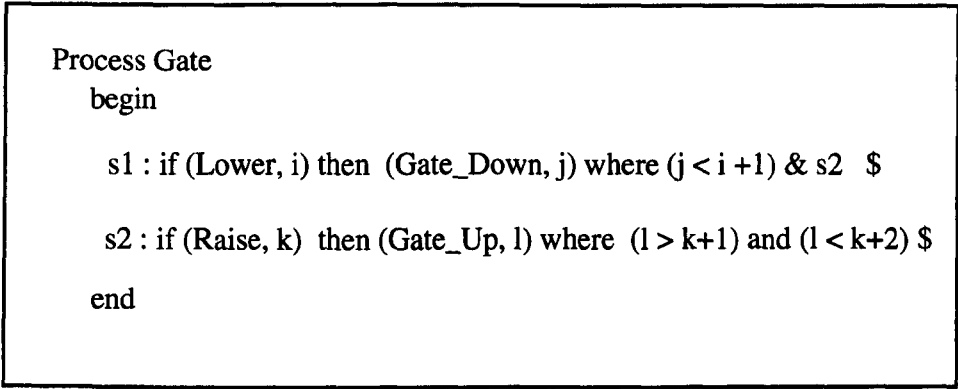 Process Gate
begin
s1 : if (Lower, i) then (Gate_Down, j) where (j < i +1) & s2 $
s2 : if (Raise, k) then (Gate_Up, l) where (l > k+1) and (l < k+2) $
end